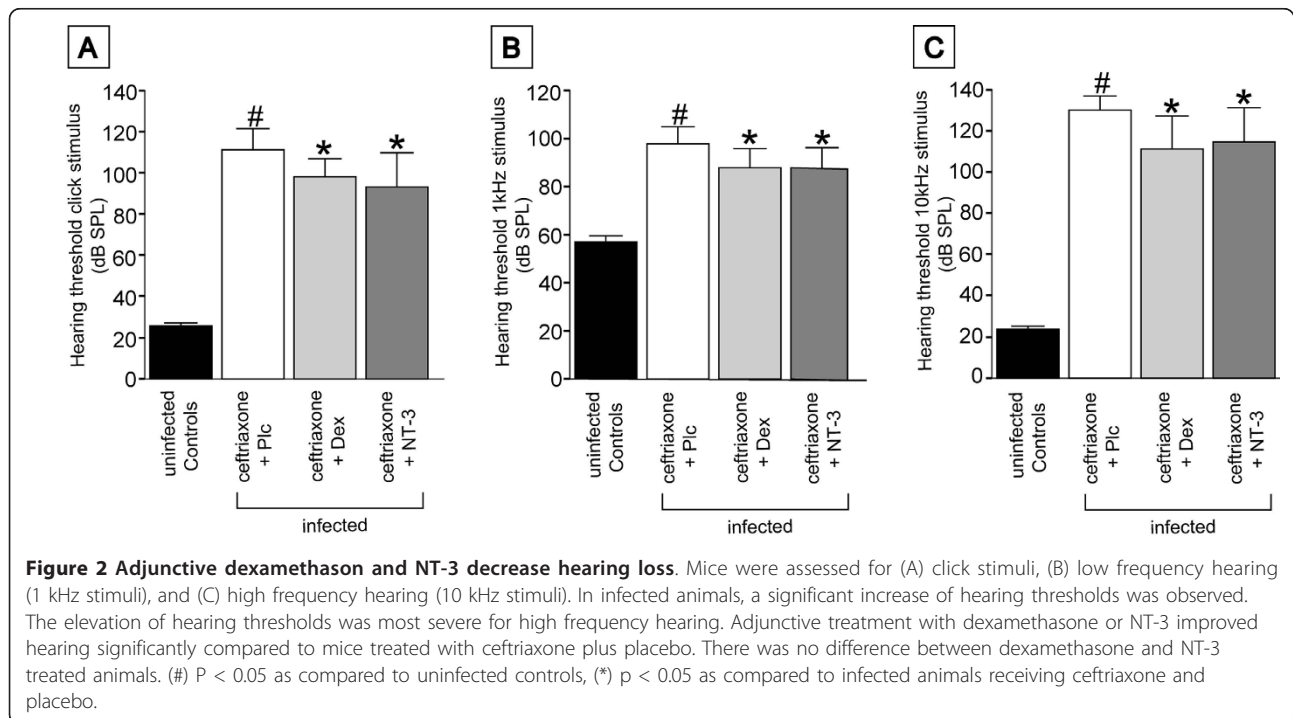 A
Hearing threshold click stimulus
(dB SPL)
140
120
100
80
60
40
20
0
#
*
*
uninfected
Controls
ceftriaxone
+ Plc
ceftriaxone
+ Dex
ceftriaxone
+ NT-3
infected
B
Hearing threshold 1kHz stimulus
(dB SPL)
120
100
80
60
40
20
0
#
*
*
uninfected
Controls
ceftriaxone
+ Plc
ceftriaxone
+ Dex
ceftriaxone
+ NT-3
infected
C
Hearing threshold 10kHz stimulus
(dB SPL)
140
120
100
80
60
40
20
0
#
*
*
uninfected
Controls
ceftriaxone
+ Plc
ceftriaxone
+ Dex
ceftriaxone
+ NT-3
infected
Figure 2 Adjunctive dexamethason and NT-3 decrease hearing loss. Mice were assessed for (A) click stimuli, (B) low frequency hearing
(1 kHz stimuli), and (C) high frequency hearing (10 kHz stimuli). In infected animals, a significant increase of hearing thresholds was observed.
The elevation of hearing thresholds was most severe for high frequency hearing. Adjunctive treatment with dexamethasone or NT-3 improved
hearing significantly compared to mice treated with ceftriaxone plus placebo. There was no difference between dexamethasone and NT-3
treated animals. (#) P < 0.05 as compared to uninfected controls, (*) p < 0.05 as compared to infected animals receiving ceftriaxone and
placebo.